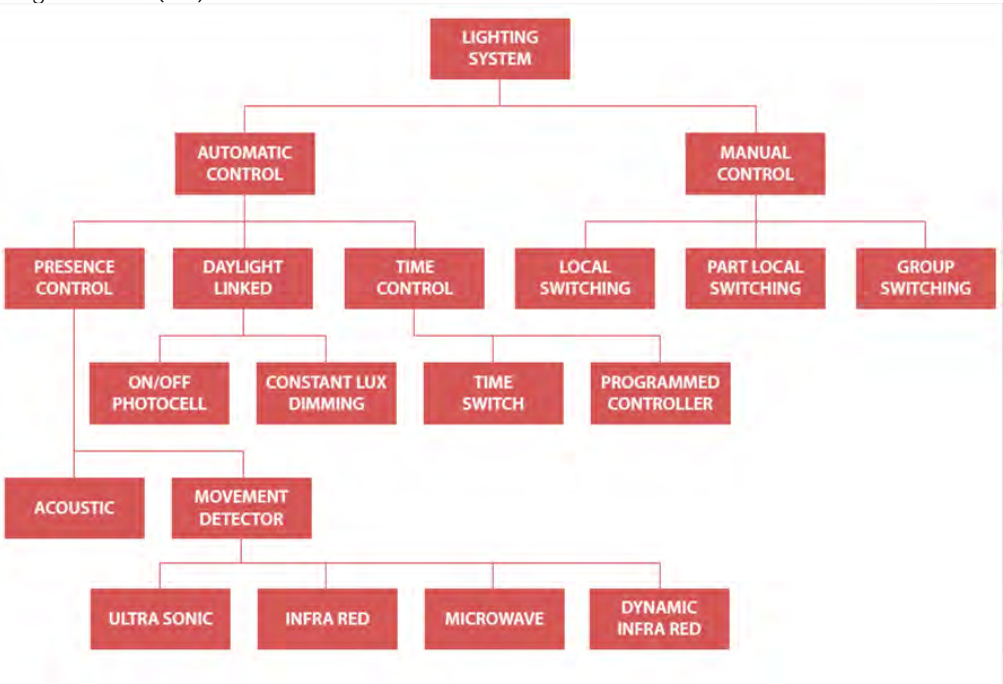 LIGHTING
SYSTEM
AUTOMATIC
CONTROL
MANUAL
CONTROL
PRESENCE
CONTROL
DAYLIGHT
LINKED
TIME
CONTROL
LOCAL
SWITCHING
PART LOCAL
SWITCHING
GROUP
SWITCHING
ON/OFF
PHOTOCELL
CONSTANT LUX
DIMMING
TIME
SWITCH
PROGRAMMED
CONTROLLER
ACOUSTIC
MOVEMENT
DETECTOR
ULTRA SONIC
INFRA RED
MICROWAVE
DYNAMIC
INFRA RED